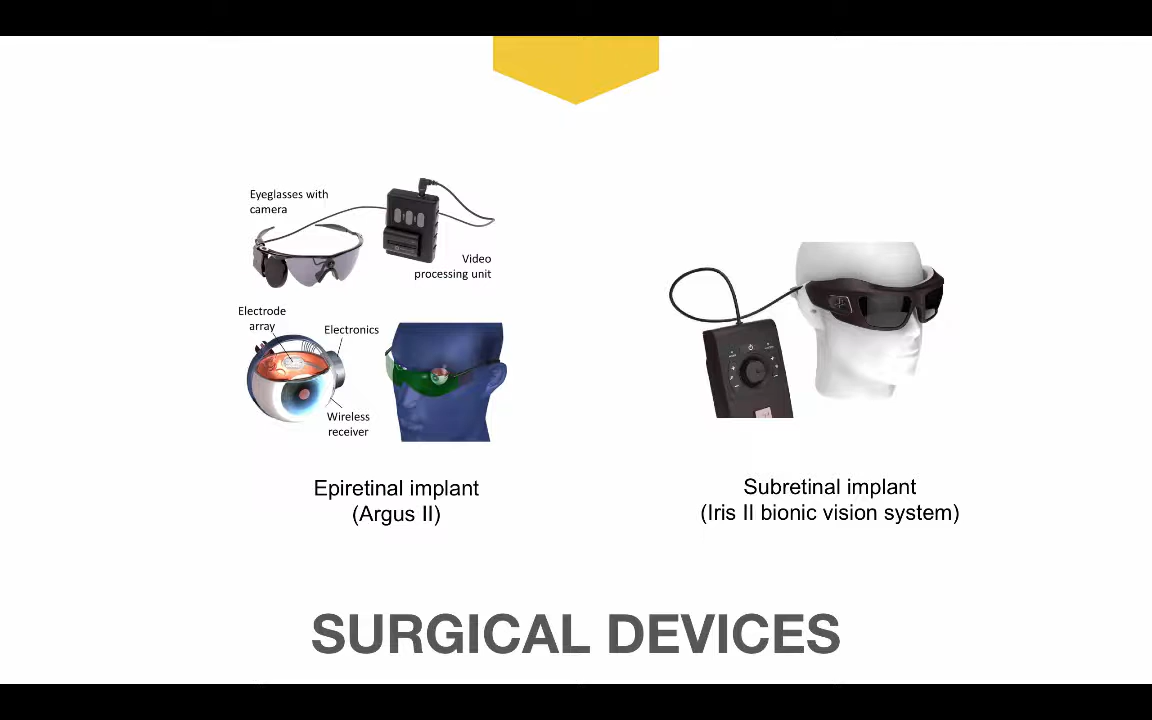 Eyeglasses with
camera
Video
processing unit
Electrode
array
Electronics
Wireless
receiver
Epiretinal implant
(Argus II)
Subretinal implant
(Iris II bionic vision system)
SURGICAL DEVICES